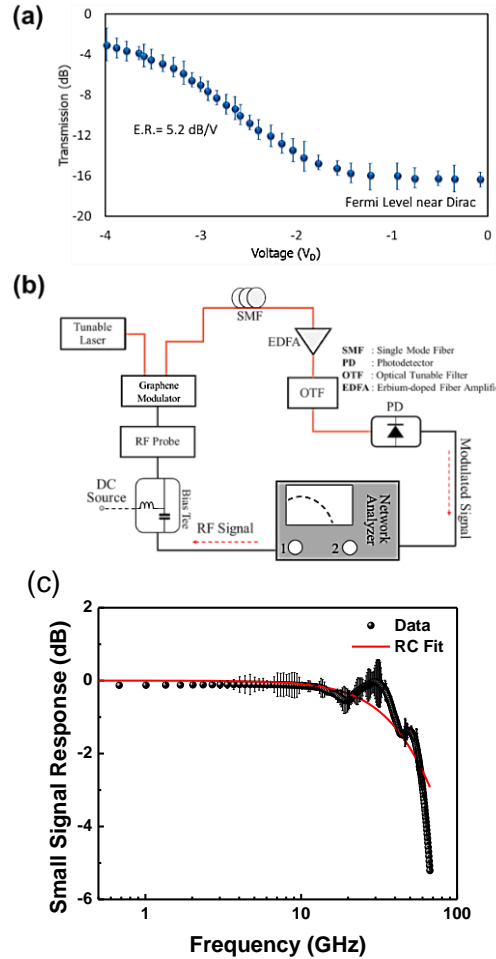 (a)
0
-4
-8
-12
-16
-20
Transmission (dB)
E.R.= 5.2 dB/V
Fermi Level near Dirac
-4
-3
-2
-1
0
Voltage (V_D)
(b)
Tunable
Laser
SMF
EDFA
Graphene
Modulator
OTF
SMF : Single Mode Fiber
PD : Photodetector
OTF : Optical Tunable Filter
EDFA : Erbium-doped Fiber Amplifie
PD
RF Probe
DC
Source
Bias Tee
RF Signal
1
2
Network
Analyzer
Modulated Signal
(c)
2
0
-2
-4
-6
Small Signal Response (dB)
Data
RC Fit
1
10
100
Frequency (GHz)